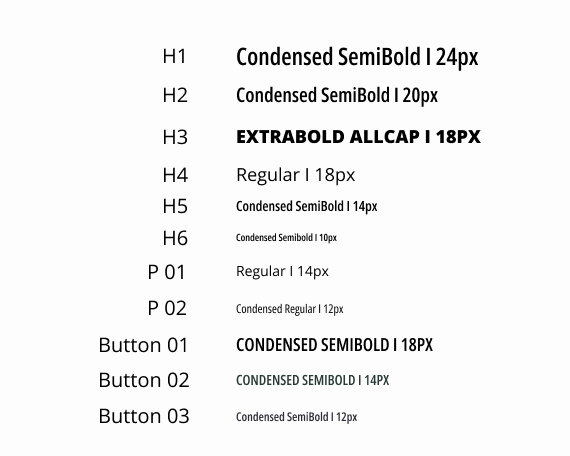 H1 Condensed SemiBold I 24px
H2 Condensed SemiBold I 20px
H3 EXTRABOLD ALLCAP I 18PX
H4 Regular I 18px
H5 Condensed SemiBold I 14px
H6 Condensed Semibold I 10px
P 01 Regular I 14px
P 02 Condensed Regular I 12px
Button 01 CONDENSED SEMIBOLD I 18PX
Button 02 CONDENSED SEMIBOLD I 14PX
Button 03 Condensed SemiBold I 12px